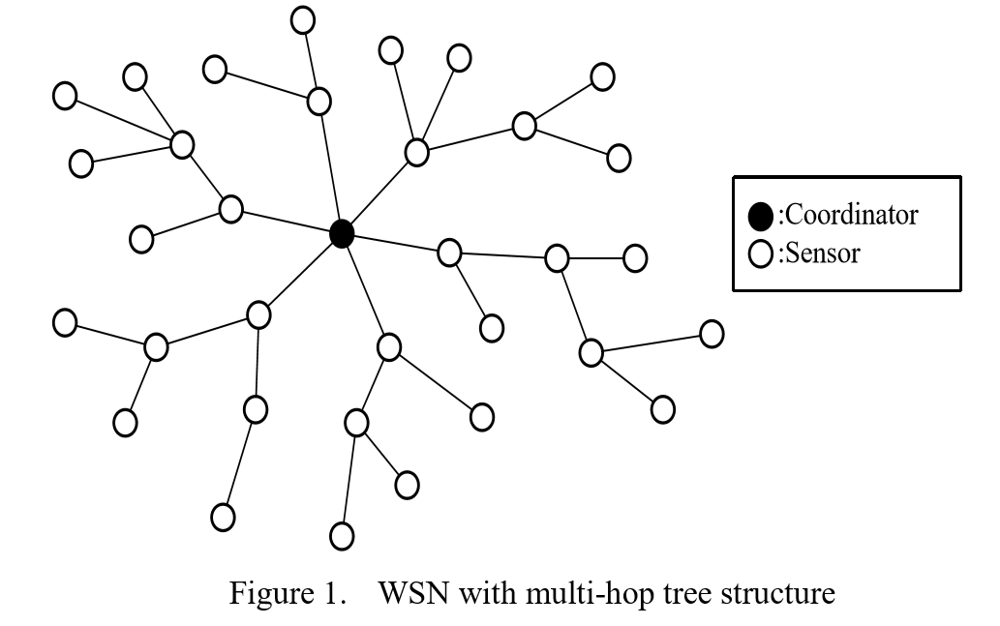 :Coordinator
:Sensor
Figure 1. WSN with multi-hop tree structure